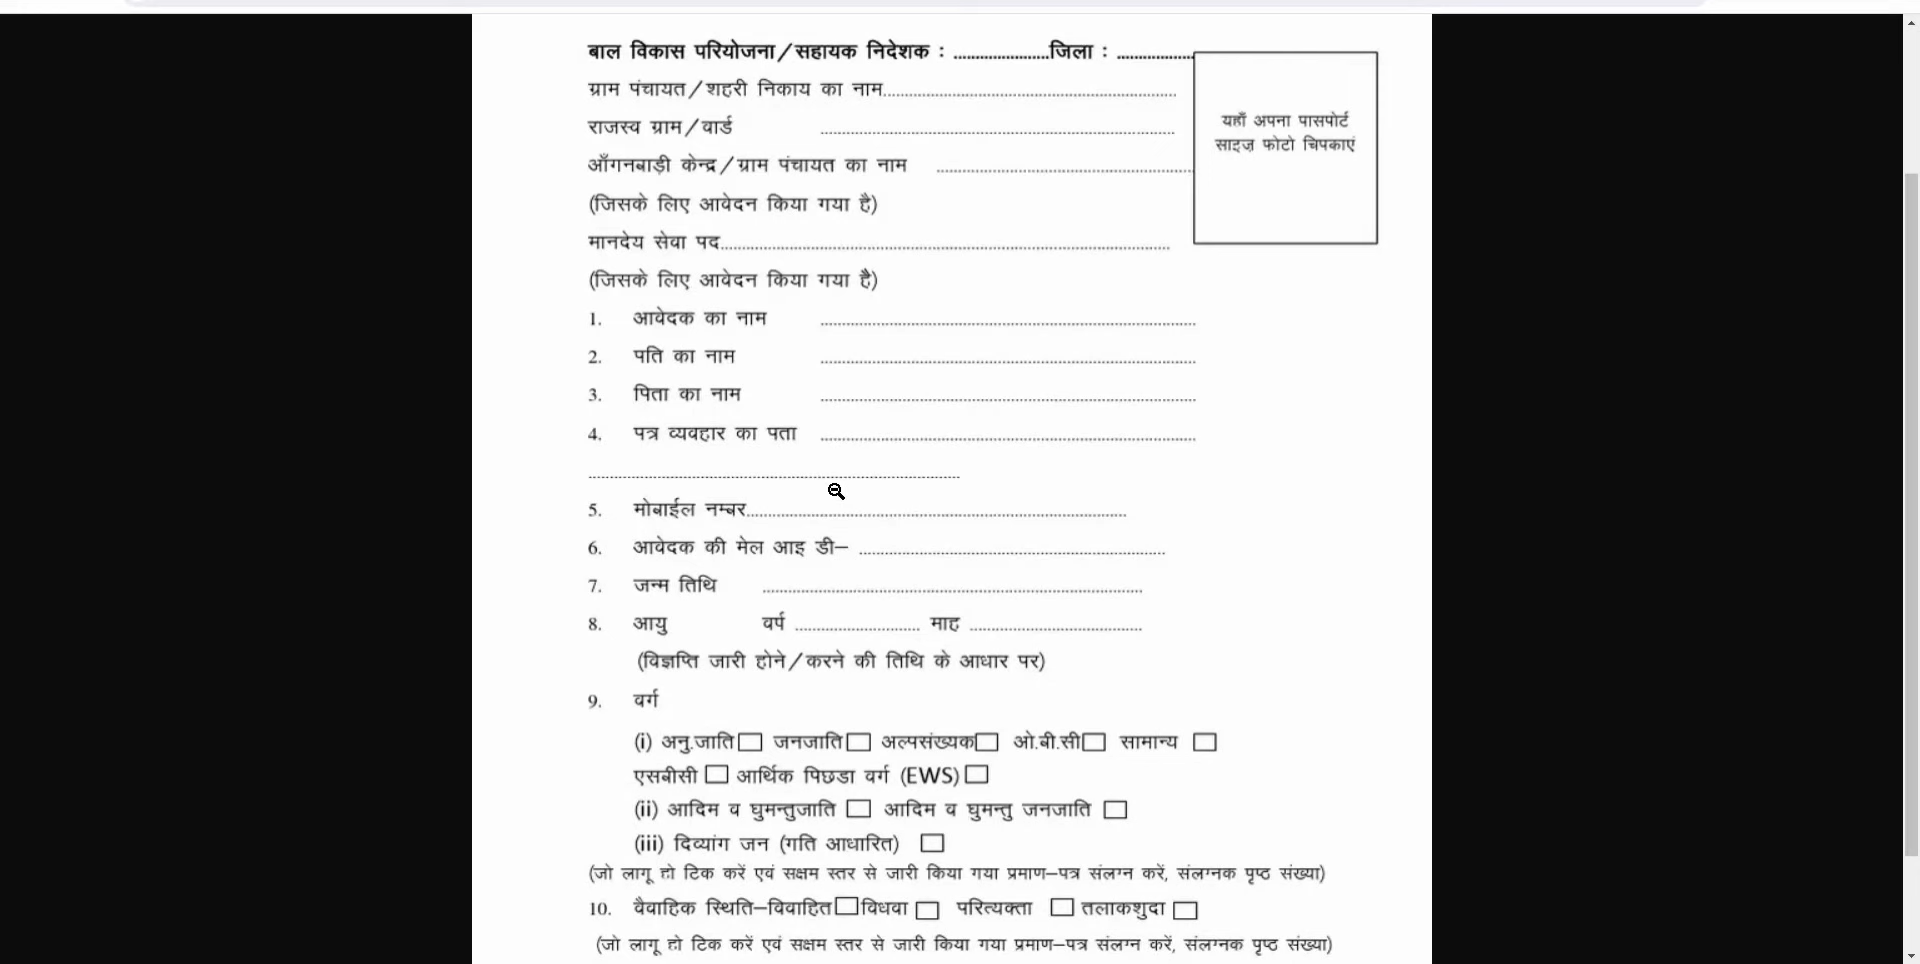 बाल विकास परियोजना/सहायक निदेशक : ......................जिला : ..................
ग्राम पंचायत/शहरी निकाय का नाम....................................................................
राजस्व ग्राम/वार्ड ..................................................................................
यहाँ अपना पासपोर्ट
साइज़ फोटो चिपकाएं
आँगनबाड़ी केन्द्र/ग्राम पंचायत का नाम ............................................................
(जिसके लिए आवेदन किया गया है)
मानदेय सेवा पद.........................................................................................................
(जिसके लिए आवेदन किया गया है)
1. आवेदक का नाम .......................................................................................
2. पति का नाम .......................................................................................
3. पिता का नाम .......................................................................................
4. पत्र व्यवहार का पता .......................................................................................
.......................................................................................
5. मोबाईल नम्बर........................................................................................
6. आवेदक की मेल आइ डी– .......................................................................
7. जन्म तिथि ........................................................................................
8. आयु वर्ष ............................. माह ........................................
(विज्ञप्ति जारी होने/करने की तिथि के आधार पर)
9. वर्ग
(i) अनु.जाति☐ जनजाति☐ अल्पसंख्यक☐ ओ.बी.सी☐ सामान्य ☐
एसबीसी ☐ आर्थिक पिछडा वर्ग (EWS)☐
(ii) आदिम व घुमन्तुजाति ☐ आदिम व घुमन्तु जनजाति ☐
(iii) दिव्यांग जन (गति आधारित) ☐
(जो लागू हो टिक करें एवं सक्षम स्तर से जारी किया गया प्रमाण–पत्र संलग्न करें, संलग्नक पृष्ठ संख्या)
10. वैवाहिक स्थिति–विवाहित☐विधवा ☐ परित्यक्ता ☐ तलाकशुदा ☐
(जो लागू हो टिक करें एवं सक्षम स्तर से जारी किया गया प्रमाण–पत्र संलग्न करें, संलग्नक पृष्ठ संख्या)